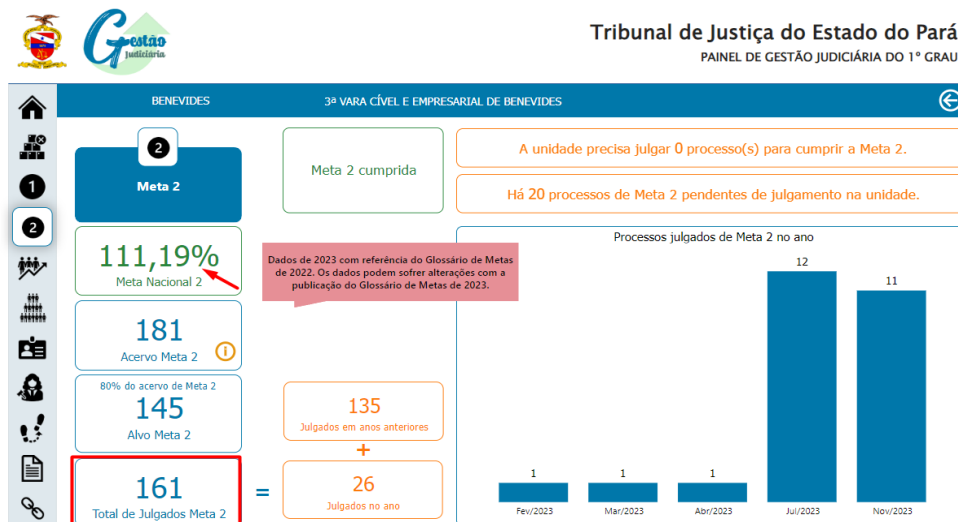 Gestão
Judiciária
Tribunal de Justiça do Estado do Pará
PAINEL DE GESTÃO JUDICIÁRIA DO 1º GRAU
BENEVIDES
3ª VARA CÍVEL E EMPRESARIAL DE BENEVIDES
2
Meta 2
Meta 2 cumprida
A unidade precisa julgar 0 processo(s) para cumprir a Meta 2.
Há 20 processos de Meta 2 pendentes de julgamento na unidade.
1
2
111,19%
Meta Nacional 2
Dados de 2023 com referência do Glossário de Metas
de 2022. Os dados podem sofrer alterações com a
publicação do Glossário de Metas de 2023.
181
Acervo Meta 2
80% do acervo de Meta 2
145
Alvo Meta 2
161
Total de Julgados Meta 2
=
135
Julgados em anos anteriores
+
26
Julgados no ano
Processos julgados de Meta 2 no ano
1
1
1
12
11
Fev/2023
Mar/2023
Abr/2023
Jul/2023
Nov/2023